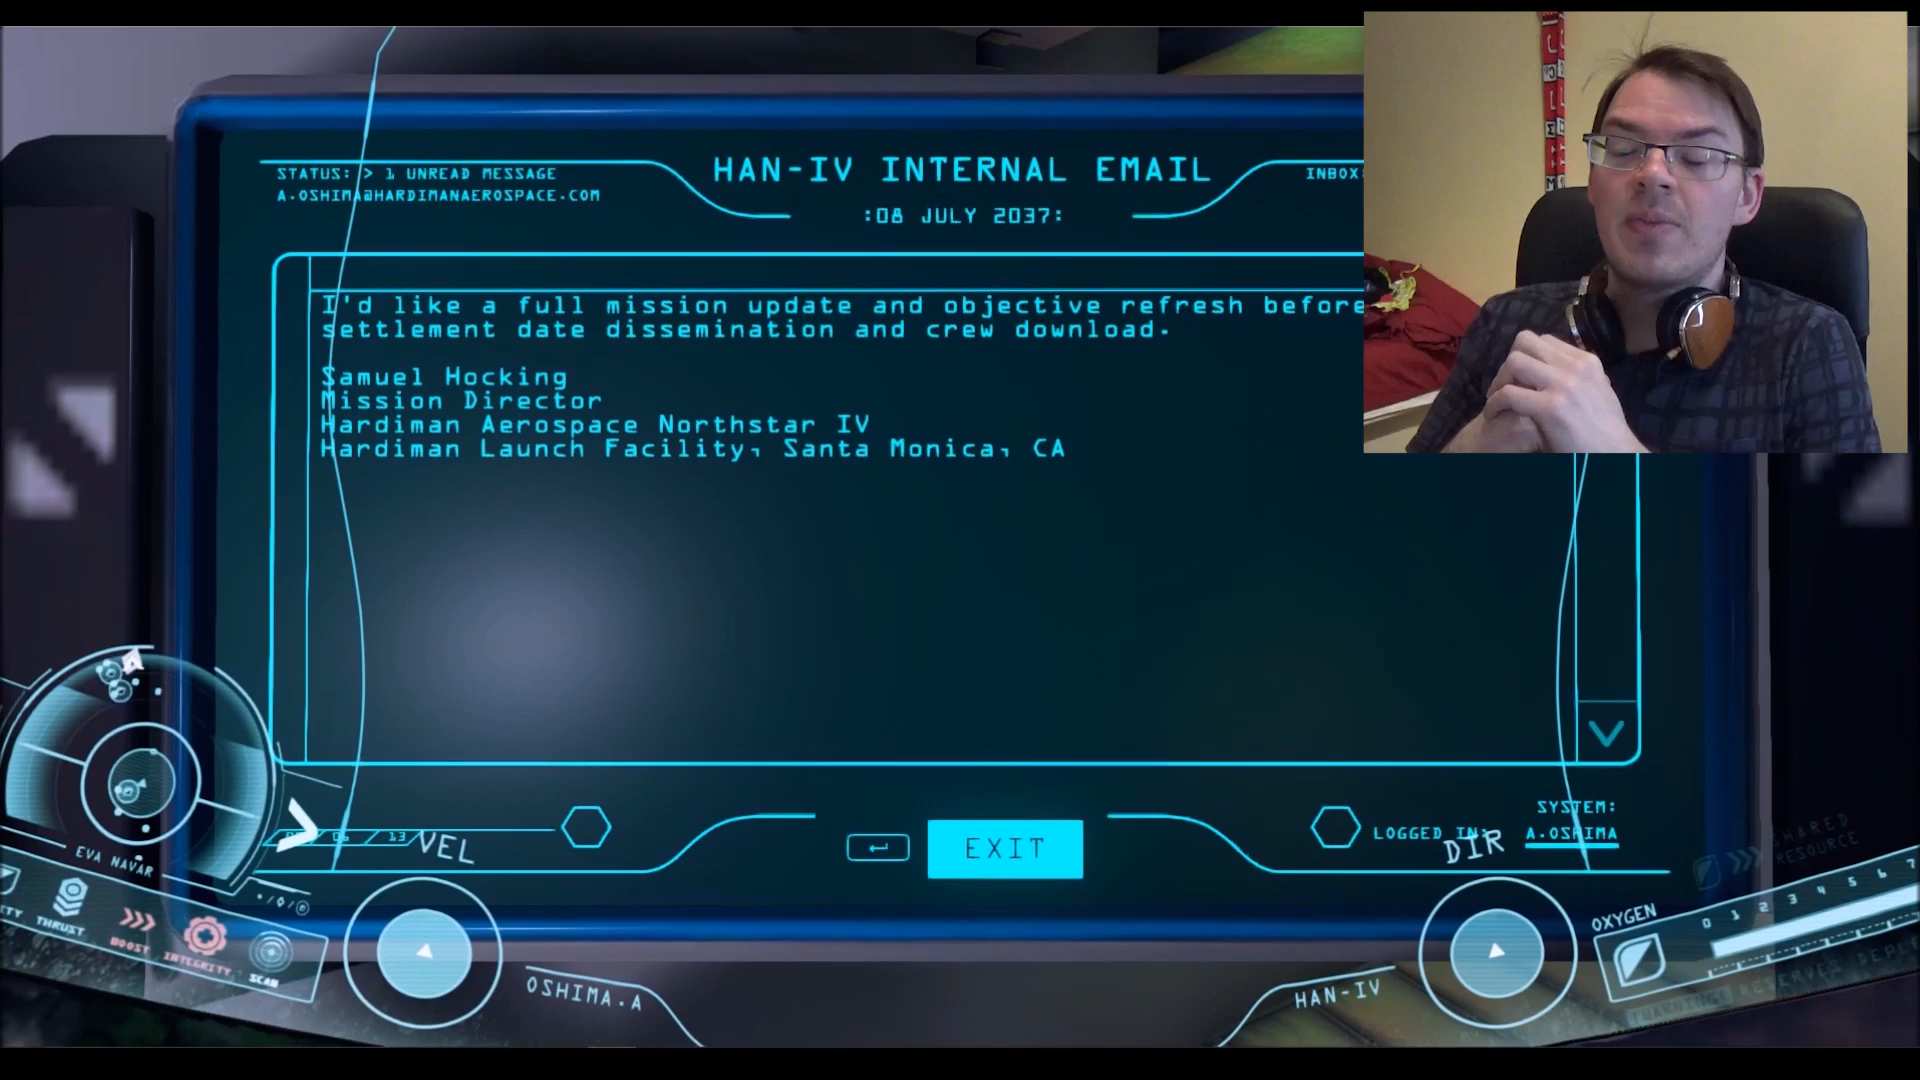 STATUS: > 1 UNREAD MESSAGE
A.OSHIMA@HARDIMANAEROSPACE.COM
HAN-IV INTERNAL EMAIL
:08 JULY 2037:
INBOX:
I'd like a full mission update and objective refresh before
settlement date dissemination and crew download.
Samuel Hocking
Mission Director
Hardiman Aerospace Northstar IV
Hardiman Launch Facility, Santa Monica, CA
EXIT
SYSTEM:
LOGGED IN:
A.OSHIMA
13
VEL
DIR
EVA NAVAR
THRUST
BOOST
INTEGRITY
SCAN
OSHIMA.A
HAN-IV
SHARED
RESOURCE
OXYGEN
0 1 2 3 4 5 6 7